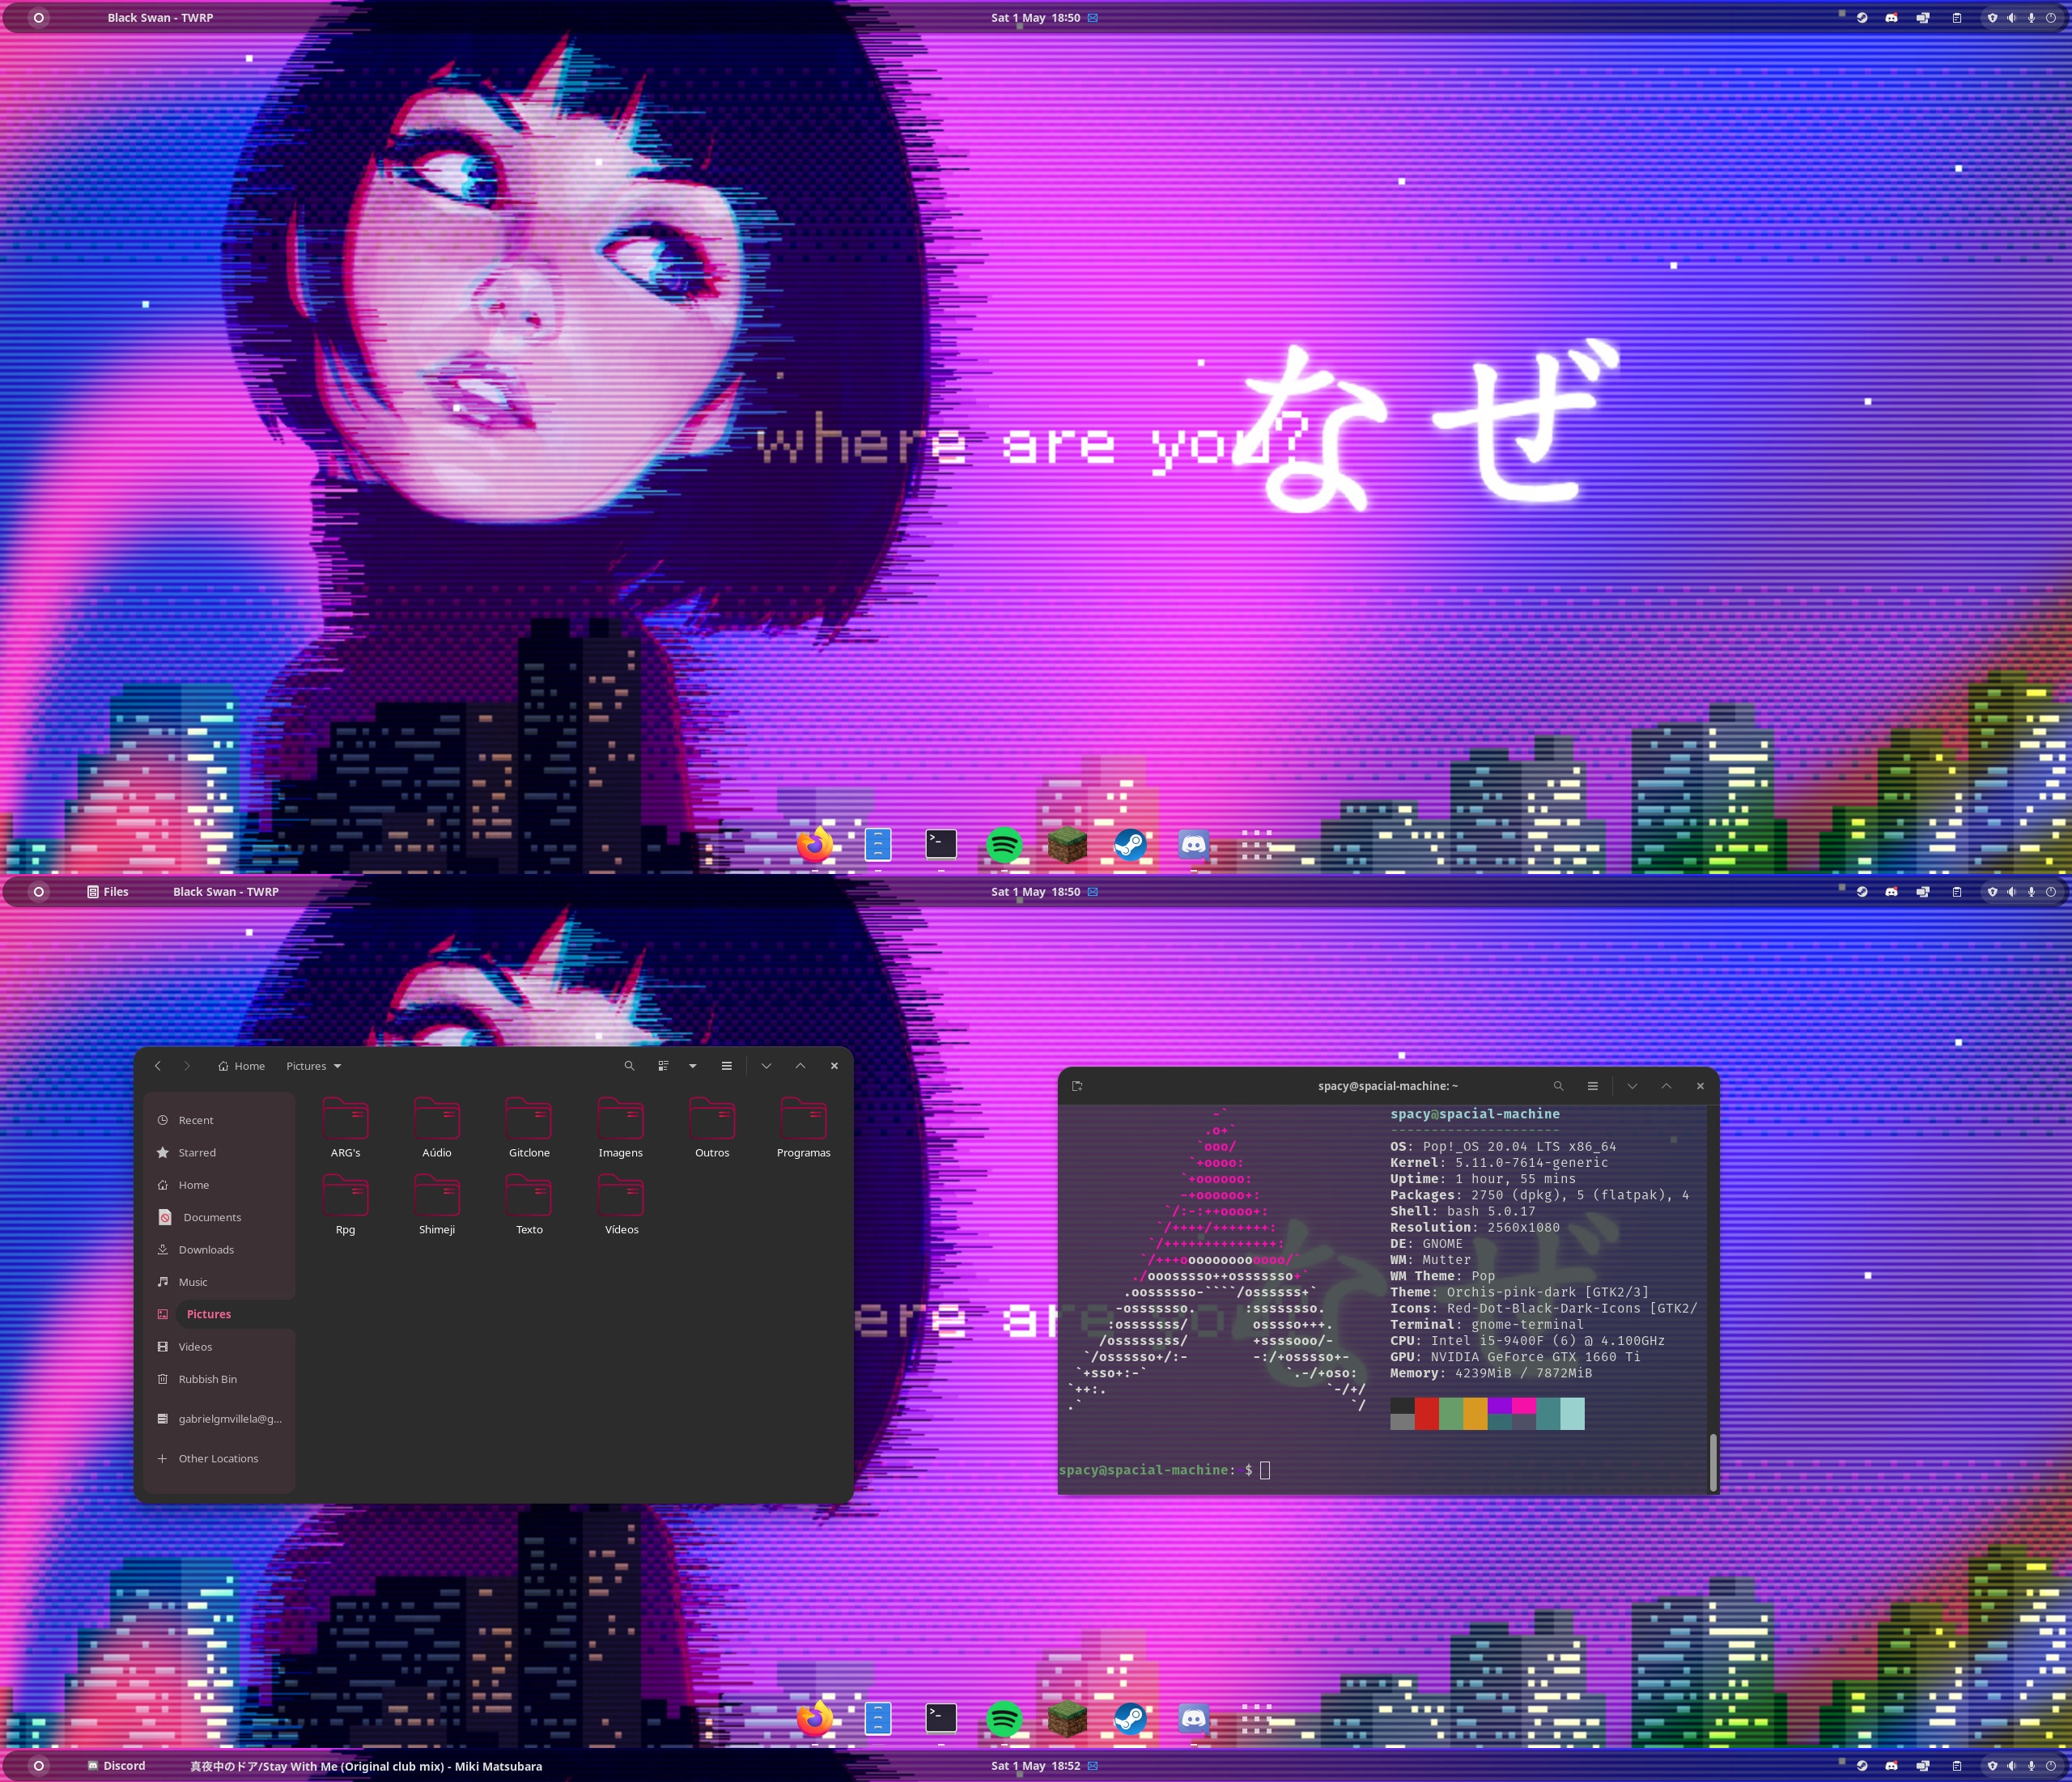 Black Swan - TWRP
Sat 1 May 18:50
なぜ
where are you?
Files
Black Swan - TWRP
Sat 1 May 18:50
Home
Pictures
Recent
Starred
Home
Documents
Downloads
Music
Pictures
Videos
Rubbish Bin
gabrielgmvillela@g...
Other Locations
ARG's
Aúdio
Gitclone
Imagens
Outros
Programas
Rpg
Shimeji
Texto
Vídeos
ere are yo
spacy@spacial-machine: ~
spacy@spacial-machine
---------------------
OS: Pop!_OS 20.04 LTS x86_64
Kernel: 5.11.0-7614-generic
Uptime: 1 hour, 55 mins
Packages: 2750 (dpkg), 5 (flatpak), 4
Shell: bash 5.0.17
Resolution: 2560x1080
DE: GNOME
WM: Mutter
WM Theme: Pop
Theme: Orchis-pink-dark [GTK2/3]
Icons: Red-Dot-Black-Dark-Icons [GTK2/
Terminal: gnome-terminal
CPU: Intel i5-9400F (6) @ 4.100GHz
GPU: NVIDIA GeForce GTX 1660 Ti
Memory: 4239MiB / 7872MiB
spacy@spacial-machine:~$
Discord
真夜中のドア/Stay With Me (Original club mix) - Miki Matsubara
Sat 1 May 18:52